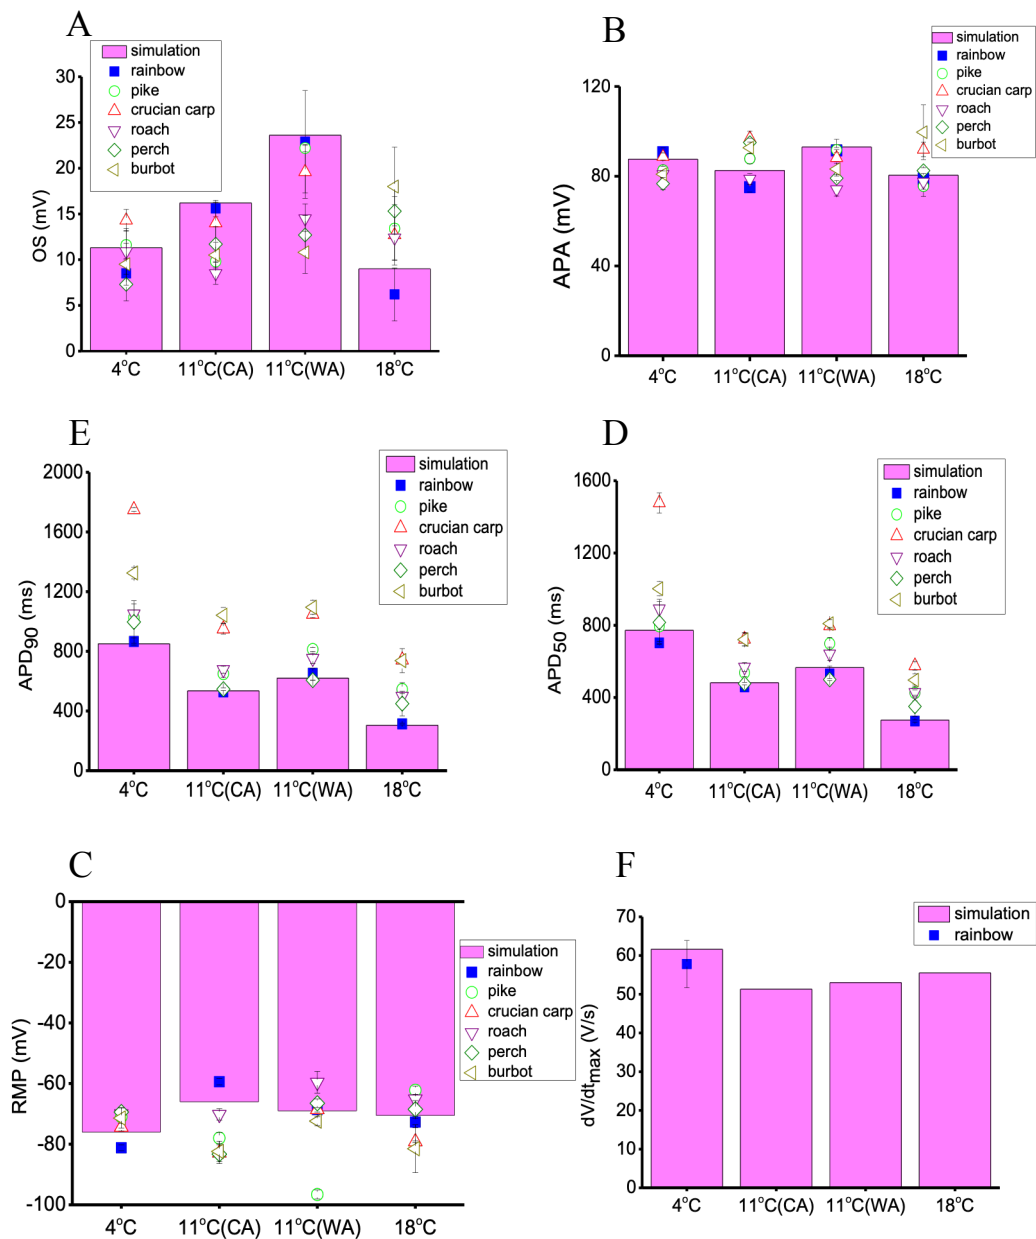 A
simulation
rainbow
pike
crucian carp
roach
perch
burbot
30
25
20
15
10
5
0
OS (mV)
4°C
11°C(CA)
11°C(WA)
18°C
B
simulation
rainbow
pike
crucian carp
roach
perch
burbot
120
80
40
0
APA (mV)
4°C
11°C(CA)
11°C(WA)
18°C
E
simulation
rainbow
pike
crucian carp
roach
perch
burbot
2000
1600
1200
800
400
0
APD90 (ms)
4°C
11°C(CA)
11°C(WA)
18°C
D
simulation
rainbow
pike
crucian carp
roach
perch
burbot
1600
1200
800
400
0
APD50 (ms)
4°C
11°C(CA)
11°C(WA)
18°C
C
simulation
rainbow
pike
crucian carp
roach
perch
burbot
0
-20
-40
-60
-80
-100
RMP (mV)
4°C
11°C(CA)
11°C(WA)
18°C
F
simulation
rainbow
70
60
50
40
30
20
10
0
dV/dtmax (V/s)
4°C
11°C(CA)
11°C(WA)
18°C